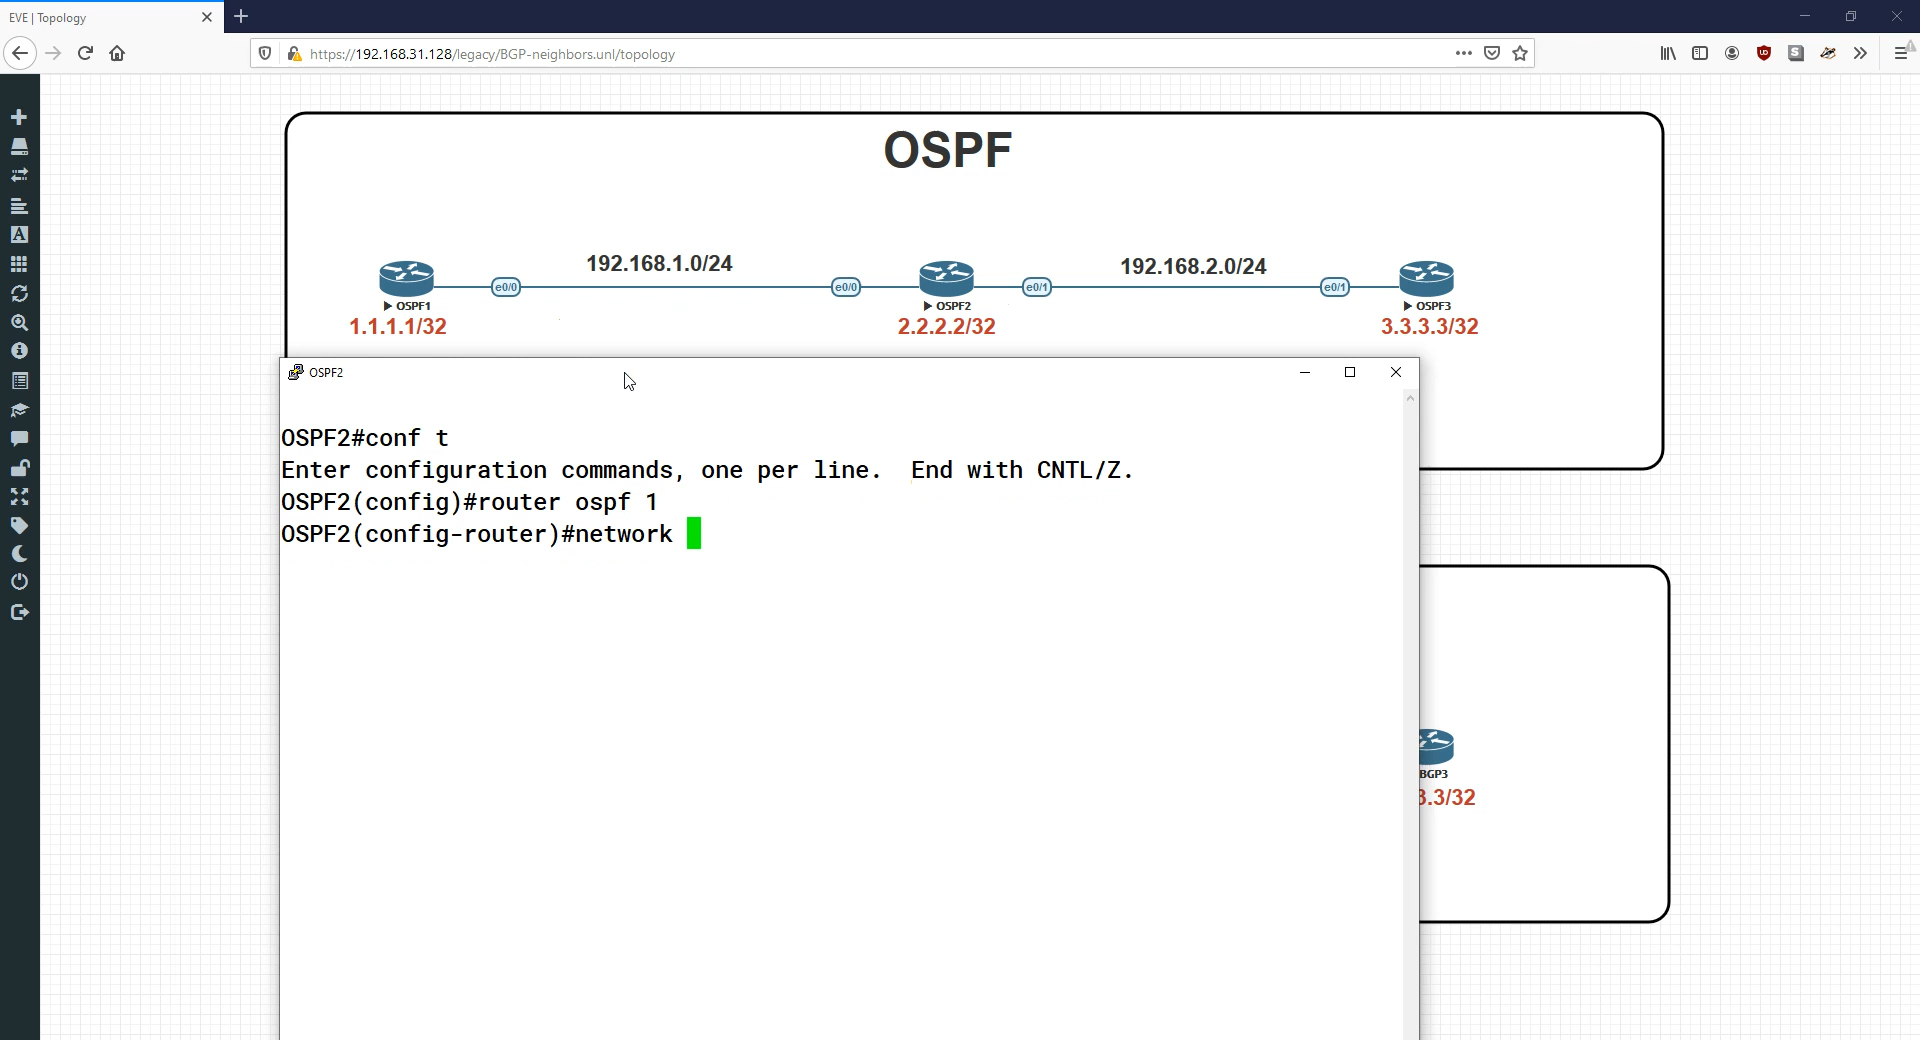 EVE | Topology
https://192.168.31.128/legacy/BGP-neighbors.unl/topology
OSPF
192.168.1.0/24
192.168.2.0/24
e0/0
e0/0
e0/1
e0/1
OSPF1
OSPF2
OSPF3
1.1.1.1/32
2.2.2.2/32
3.3.3.3/32
OSPF2
OSPF2#conf t
Enter configuration commands, one per line.  End with CNTL/Z.
OSPF2(config)#router ospf 1
OSPF2(config-router)#network
BGP3
3.3/32